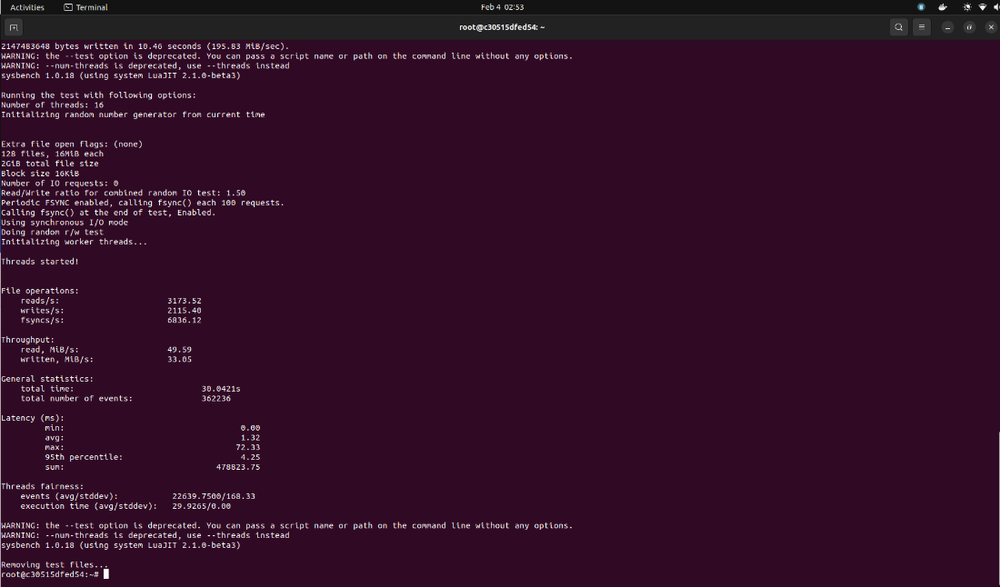 Activities
Terminal
Feb 4 02:53
root@c30515dfed54: ~
2147483648 bytes written in 10.46 seconds (195.83 MiB/sec).
WARNING: the --test option is deprecated. You can pass a script name or path on the command line without any options.
WARNING: --num-threads is deprecated, use --threads instead
sysbench 1.0.18 (using system LuaJIT 2.1.0-beta3)
Running the test with following options:
Number of threads: 16
Initializing random number generator from current time
Extra file open flags: (none)
128 files, 16MiB each
2GiB total file size
Block size 16KiB
Number of IO requests: 0
Read/Write ratio for combined random IO test: 1.50
Periodic FSYNC enabled, calling fsync() each 100 requests.
Calling fsync() at the end of test, Enabled.
Using synchronous I/O mode
Doing random r/w test
Initializing worker threads...
Threads started!
File operations:
reads/s: 3173.52
writes/s: 2115.40
fsyncs/s: 6836.12
Throughput:
read, MiB/s: 49.59
written, MiB/s: 33.05
General statistics:
total time: 30.0421s
total number of events: 362236
Latency (ms):
min: 0.00
avg: 1.32
max: 72.33
95th percentile: 4.25
sum: 478823.75
Threads fairness:
events (avg/stddev): 22639.7500/168.33
execution time (avg/stddev): 29.9265/0.00
WARNING: the --test option is deprecated. You can pass a script name or path on the command line without any options.
WARNING: --num-threads is deprecated, use --threads instead
sysbench 1.0.18 (using system LuaJIT 2.1.0-beta3)
Removing test files...
root@c30515dfed54:~#